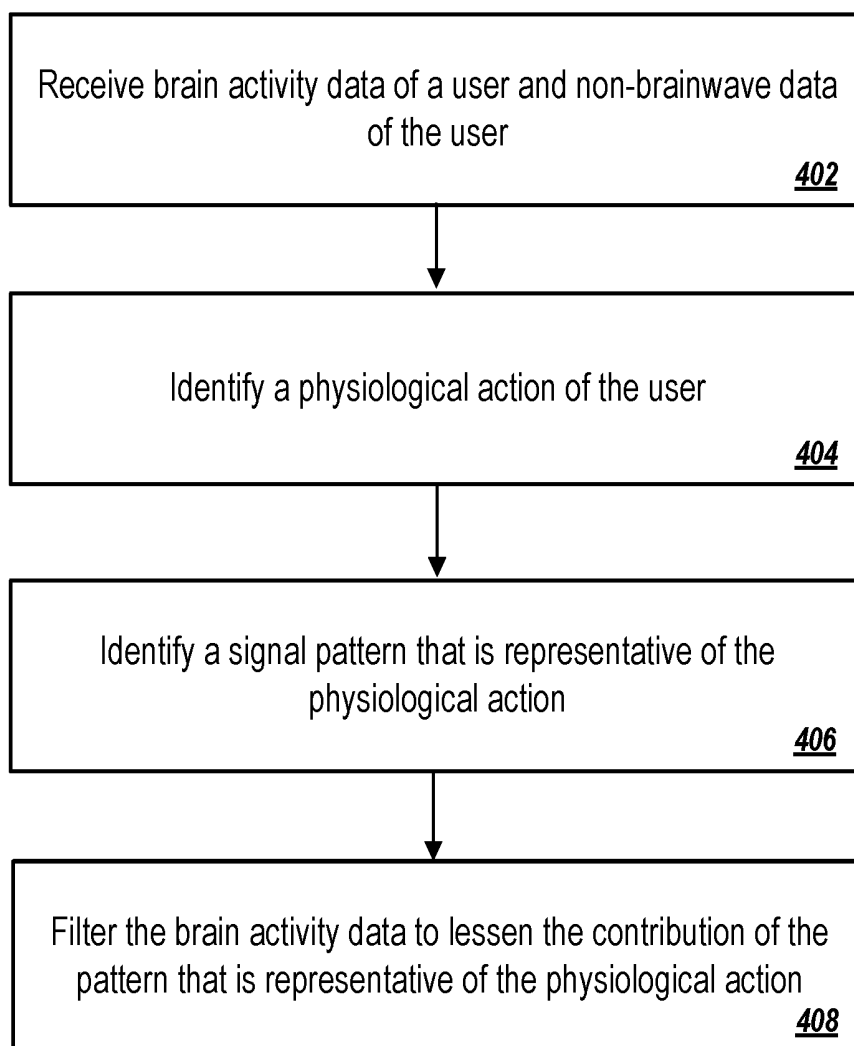 Receive brain activity data of a user and non-brainwave data
of the user
402
Identify a physiological action of the user
404
Identify a signal pattern that is representative of the
physiological action
406
Filter the brain activity data to lessen the contribution of the
pattern that is representative of the physiological action
408